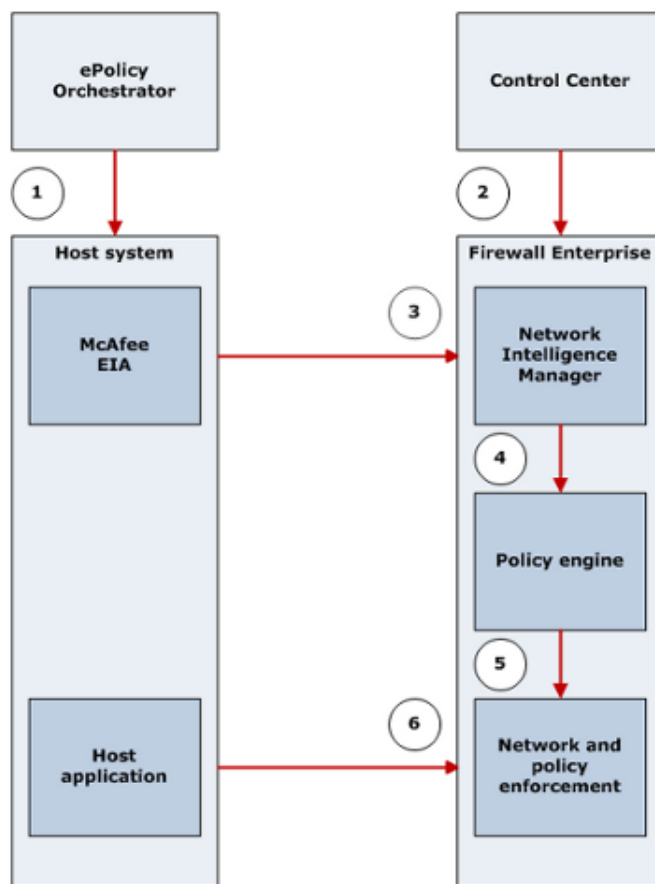 ePolicy
Orchestrator
Control Center
1
2
Host system
Firewall Enterprise
McAfee
EIA
3
Network
Intelligence
Manager
4
Policy engine
5
Host
application
6
Network and
policy
enforcement